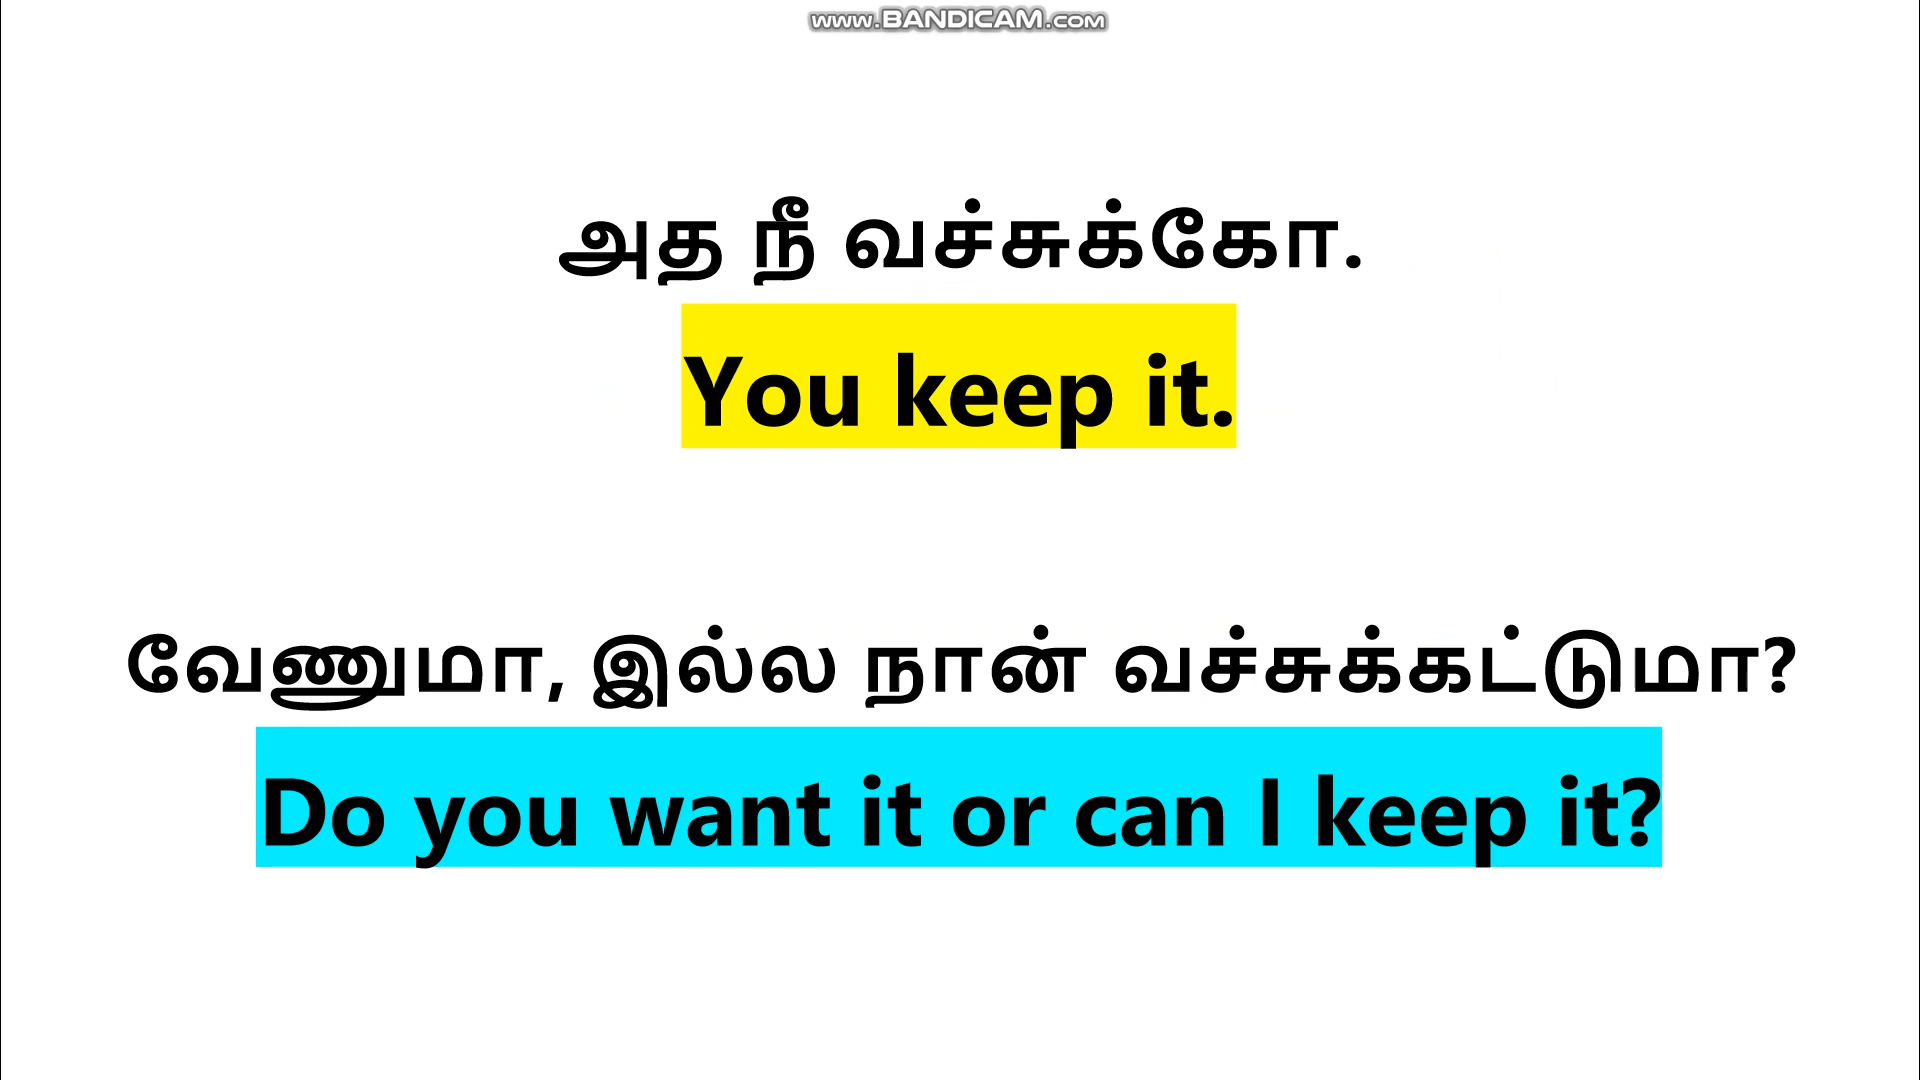 www.BANDICAM.com
அத நீ வச்சுக்கோ.
You keep it.
வேணுமா, இல்ல நான் வச்சுக்கட்டுமா?
Do you want it or can I keep it?